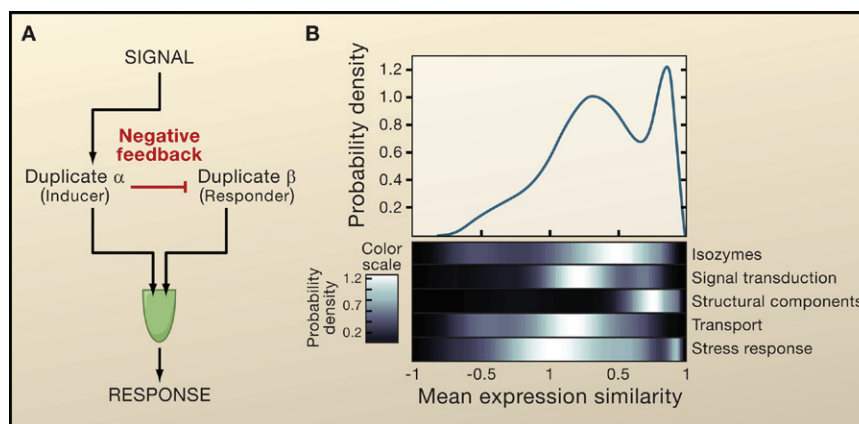 A
SIGNAL
Negative
feedback
Duplicate α
(Inducer)
Duplicate β
(Responder)
RESPONSE
B
Probability density
1.2
1.0
0.8
0.6
0.4
0.2
Color
scale
Probability
density
1.2
0.7
0.2
Isozymes
Signal transduction
Structural components
Transport
Stress response
-1 -0.5 1 0.5 1
Mean expression similarity